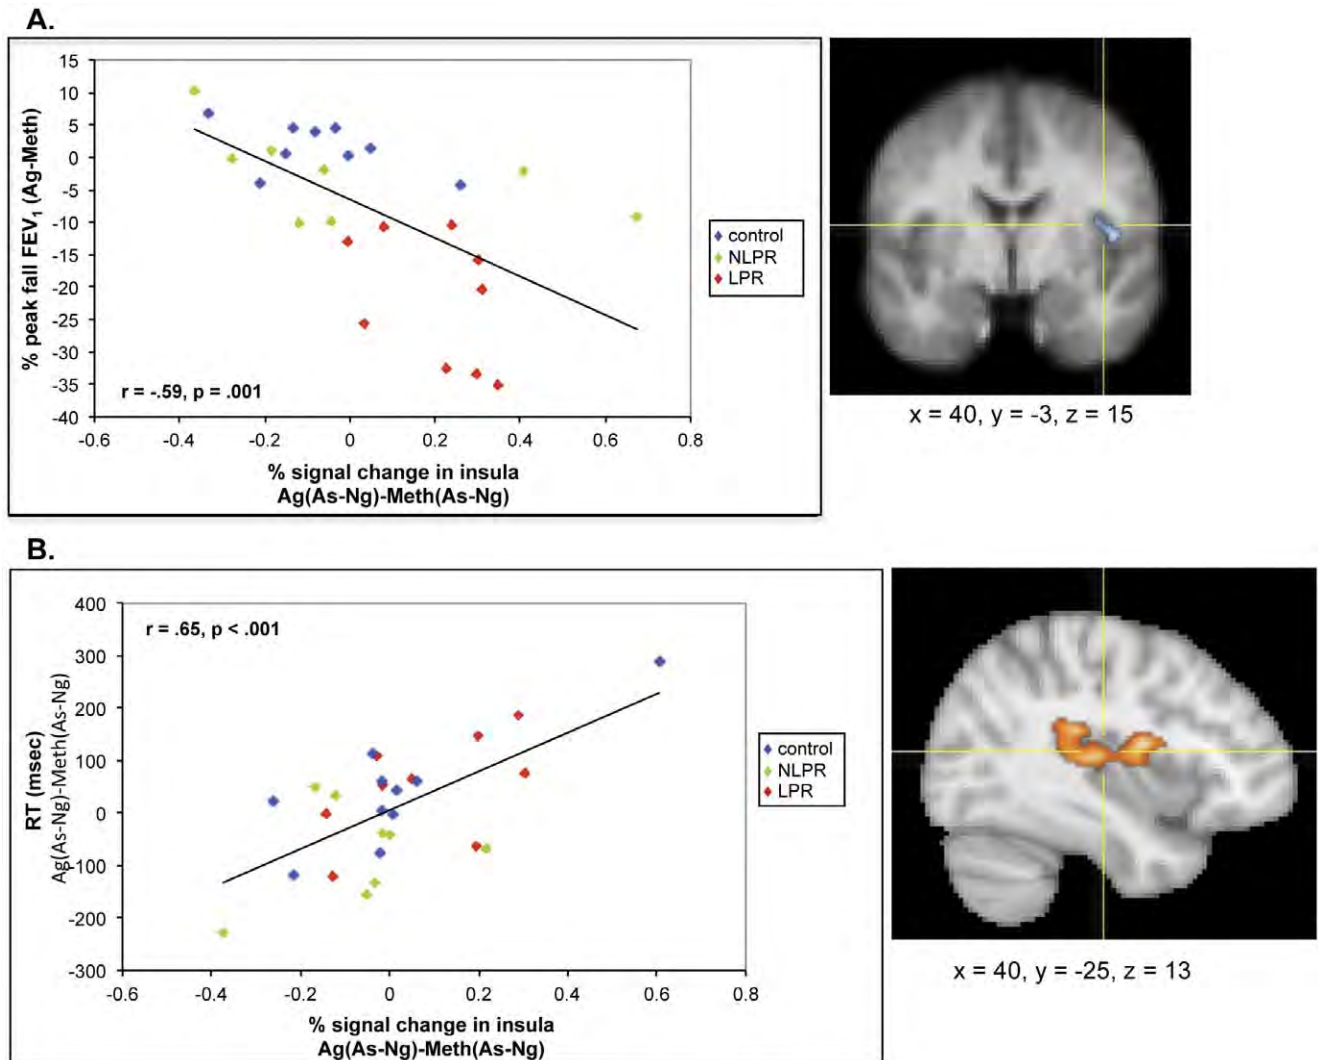 A.
% peak fall FEV₁ (Ag-Meth)
15
10
5
0
-5
-10
-15
-20
-25
-30
-35
-40
r = -.59, p = .001
-0.6 -0.4 -0.2 0 0.2 0.4 0.6 0.8
% signal change in insula
Ag(As-Ng)-Meth(As-Ng)
control
NLPR
LPR
x = 40, y = -3, z = 15
B.
RT (msec)
Ag(As-Ng)-Meth(As-Ng)
400
300
200
100
0
-100
-200
-300
r = .65, p < .001
-0.6 -0.4 -0.2 0 0.2 0.4 0.6 0.8
% signal change in insula
Ag(As-Ng)-Meth(As-Ng)
control
NLPR
LPR
x = 40, y = -25, z = 13